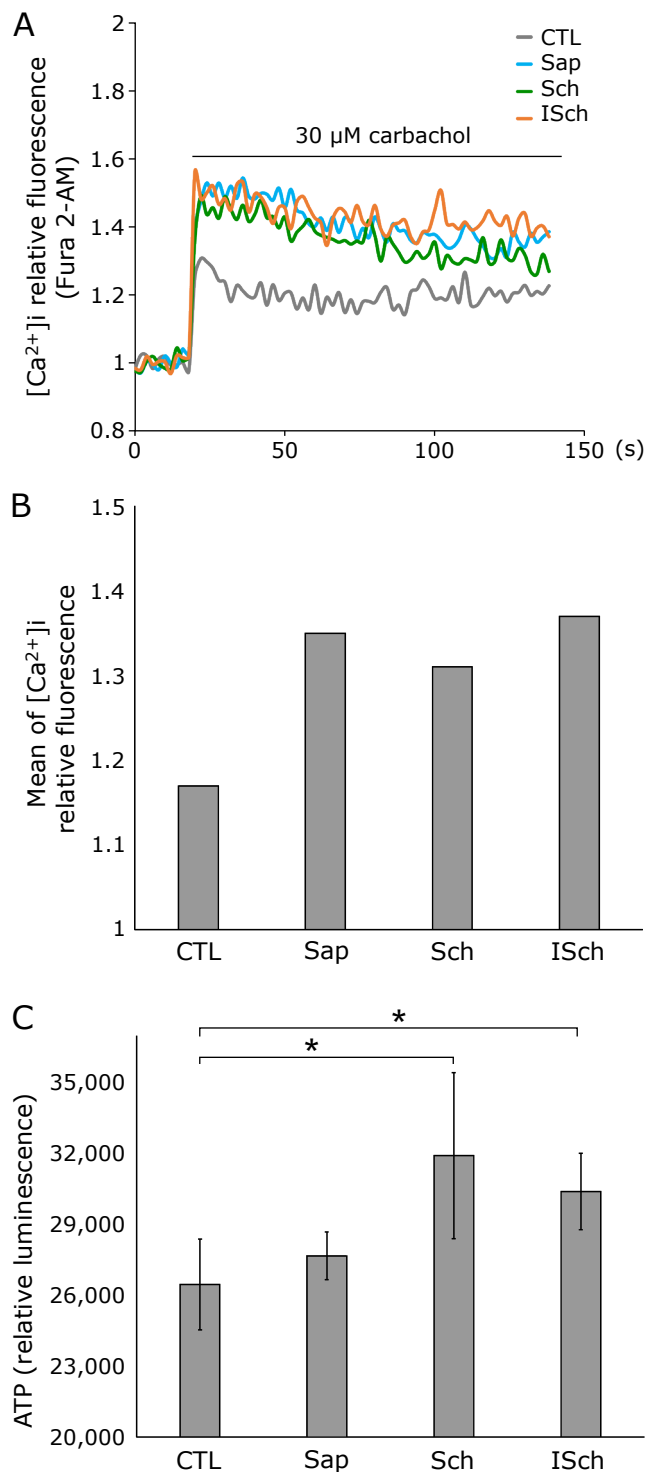 A
[Ca²⁺]i relative fluorescence
(Fura 2-AM)
2
1.8
1.6
1.4
1.2
1
0.8
CTL
Sap
Sch
ISch
30 µM carbachol
0
50
100
150
(s)
B
Mean of [Ca²⁺]i
relative fluorescence
1.5
1.4
1.3
1.2
1.1
1
CTL
Sap
Sch
ISch
C
ATP (relative luminescence)
*
*
35,000
32,000
29,000
26,000
23,000
20,000
CTL
Sap
Sch
ISch